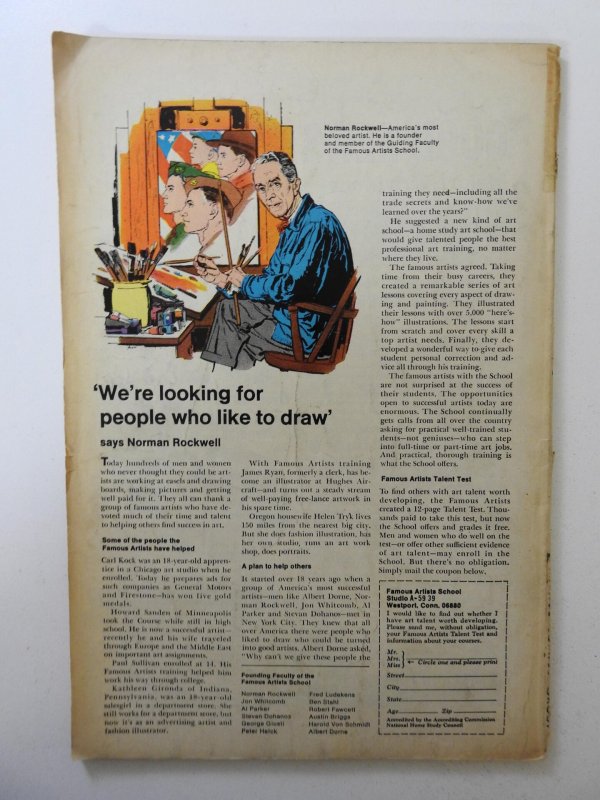 Norman Rockwell—America's most
beloved artist. He is a founder
and member of the Guiding Faculty
of the Famous Artists School.
'We're looking for
people who like to draw'
says Norman Rockwell
Today hundreds of men and women
who never thought they could be art-
ists are working at easels and drawing
boards, making pictures and getting
well paid for it. They all can thank a
group of famous artists who have de-
voted much of their time and talent
to helping others find success in art.
Some of the people the
Famous Artists have helped
Carl Kock was an 18-year-old appren-
tice in a Chicago art studio when he
enrolled. Today he prepares ads for
such companies as General Motors
and Firestone—has won five gold
medals.
Howard Sanden of Minneapolis
took the Course while still in high
school. He is now a successful artist—
recently he and his wife traveled
through Europe and the Middle East
on important art assignments.
Paul Sullivan enrolled at 14. His
Famous Artists training helped him
work his way through college.
Kathleen Gironda of Indiana,
Pennsylvania, was an 18-year-old
salesgirl in a department store. She
still works for a department store, but
now it's as an advertising artist and
fashion illustrator.
With Famous Artists training
James Ryan, formerly a clerk, has be-
come an illustrator at Hughes Air-
craft—and turns out a steady stream
of well-paying free-lance artwork in
his spare time.
Oregon housewife Helen Tryk lives
150 miles from the nearest big city.
But she does fashion illustration, has
her own studio, runs an art work
shop, does portraits.
A plan to help others
It started over 18 years ago when a
group of America's most successful
artists—men like Albert Dorne, Nor-
man Rockwell, Jon Whitcomb, Al
Parker and Stevan Dohanos—met in
New York City. They knew that all
over America there were people who
liked to draw who could be turned
into good artists. Albert Dorne asked,
"Why can't we give these people the
Founding Faculty of the
Famous Artists School
Norman Rockwell
Jon Whitcomb
Al Parker
Stevan Dohanos
George Giusti
Peter Helck
Fred Ludekens
Ben Stahl
Robert Fawcett
Austin Briggs
Harold Von Schmidt
Albert Dorne
training they need—including all the
trade secrets and know-how we've
learned over the years?"
He suggested a new kind of art
school—a home study art school—that
would give talented people the best
professional art training, no matter
where they live.
The famous artists agreed. Taking
time from their busy careers, they
created a remarkable series of art
lessons covering every aspect of draw-
ing and painting. They illustrated
their lessons with over 5,000 "here's-
how" illustrations. The lessons start
from scratch and cover every skill a
top artist needs. Finally, they de-
veloped a wonderful way to give each
student personal correction and ad-
vice all through his training.
The famous artists with the School
are not surprised at the success of
their students. The opportunities
open to successful artists today are
enormous. The School continually
gets calls from all over the country
asking for practical well-trained stu-
dents—not geniuses—who can step
into full-time or part-time art jobs.
And practical, thorough training is
what the School offers.
Famous Artists Talent Test
To find others with art talent worth
developing, the Famous Artists
created a 12-page Talent Test. Thou-
sands paid to take this test, but now
the School offers and grades it free.
Men and women who do well on the
test—or offer other sufficient evidence
of art talent—may enroll in the
School. But there's no obligation.
Simply mail the coupon below.
Famous Artists School
Studio A-5939
Westport, Conn. 06880
I would like to find out whether I
have art talent worth developing.
Please send me, without obligation,
your Famous Artists Talent Test and
information about your courses.
Mr.
Mrs.
Miss
Circle one and please print
Street
City
State
Age Zip
Accredited by the Accrediting Commission
National Home Study Council